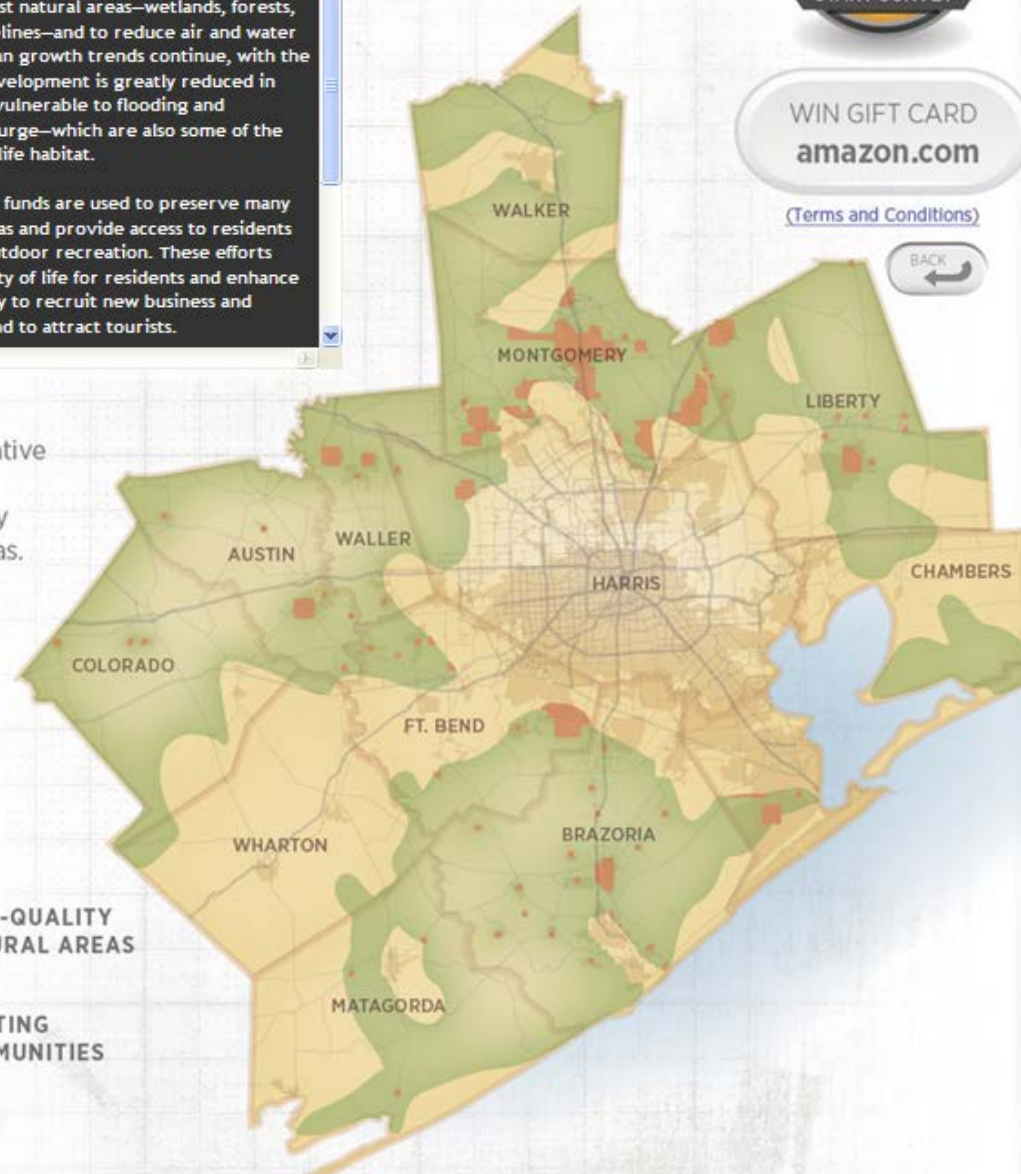 st natural areas—wetlands, forests,
lines—and to reduce air and water
an growth trends continue, with the
velopment is greatly reduced in
vulnerable to flooding and
urge—which are also some of the
life habitat.
funds are used to preserve many
as and provide access to residents
tdoor recreation. These efforts
ty of life for residents and enhance
y to recruit new business and
nd to attract tourists.
START SURVEY
WIN GIFT CARD
amazon.com
(Terms and Conditions)
BACK
tive
y
as.
-QUALITY
URAL AREAS
TING
MUNITIES
WALKER
MONTGOMERY
LIBERTY
WALLER
AUSTIN
HARRIS
CHAMBERS
COLORADO
FT. BEND
BRAZORIA
WHARTON
MATAGORDA